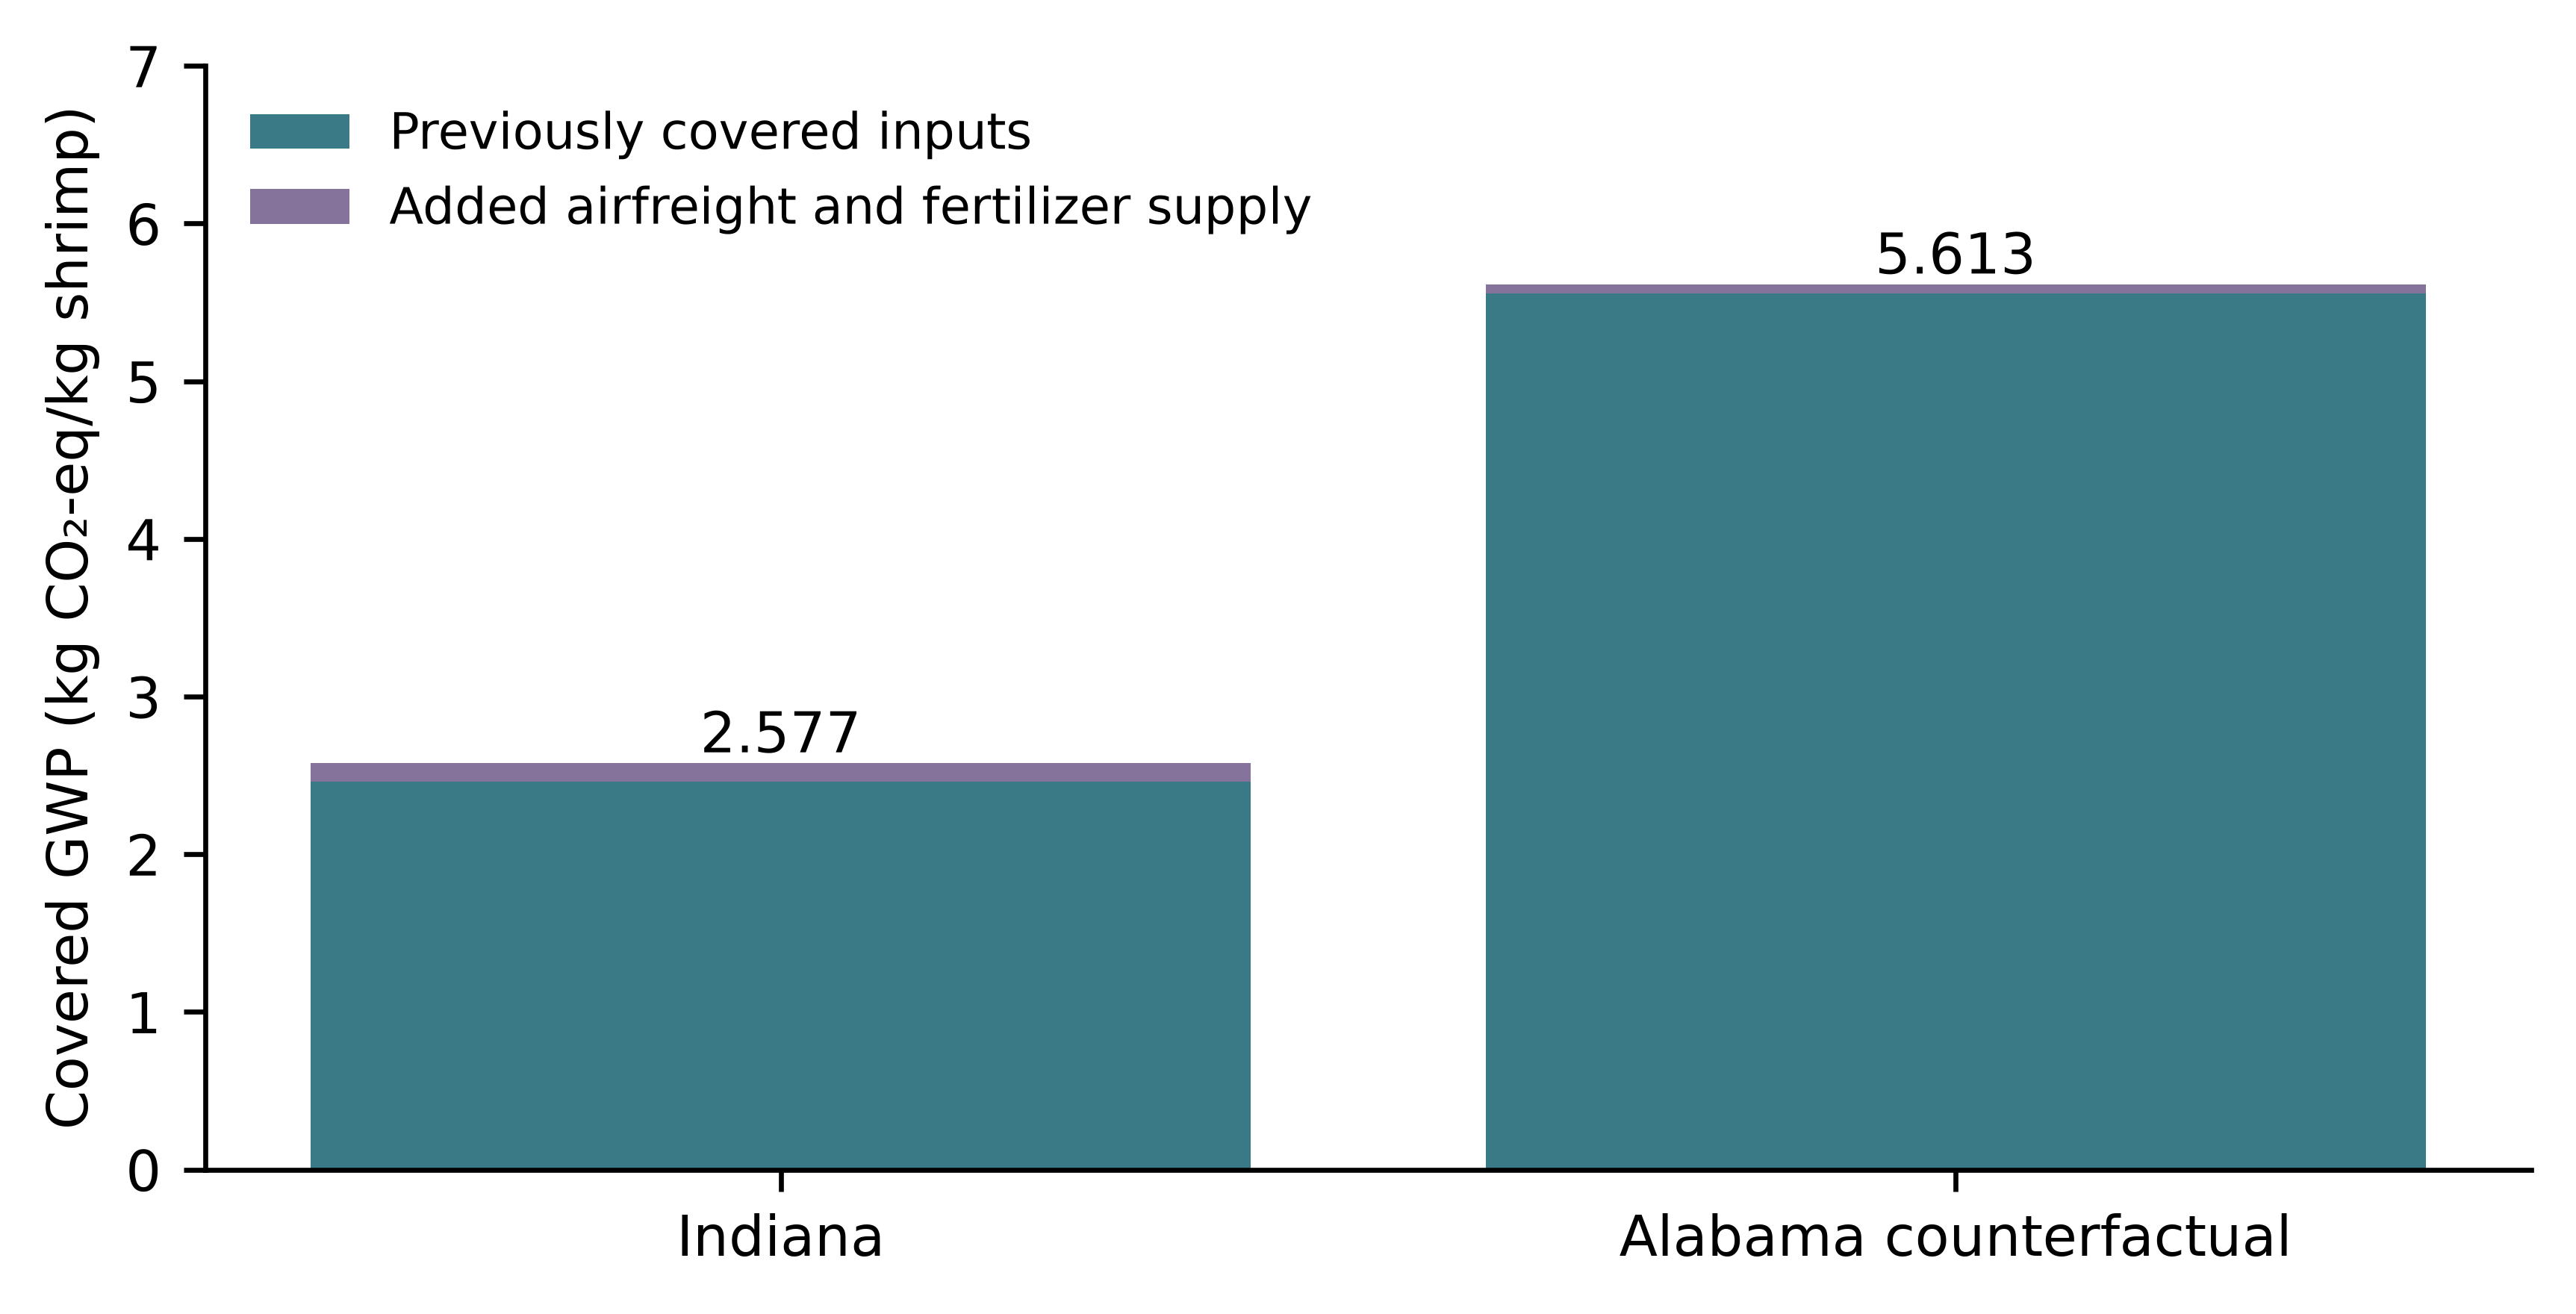 Covered GWP (kg CO₂-eq/kg shrimp)
7
6
5
4
3
2
1
0
Previously covered inputs
Added airfreight and fertilizer supply
2.577
5.613
Indiana
Alabama counterfactual